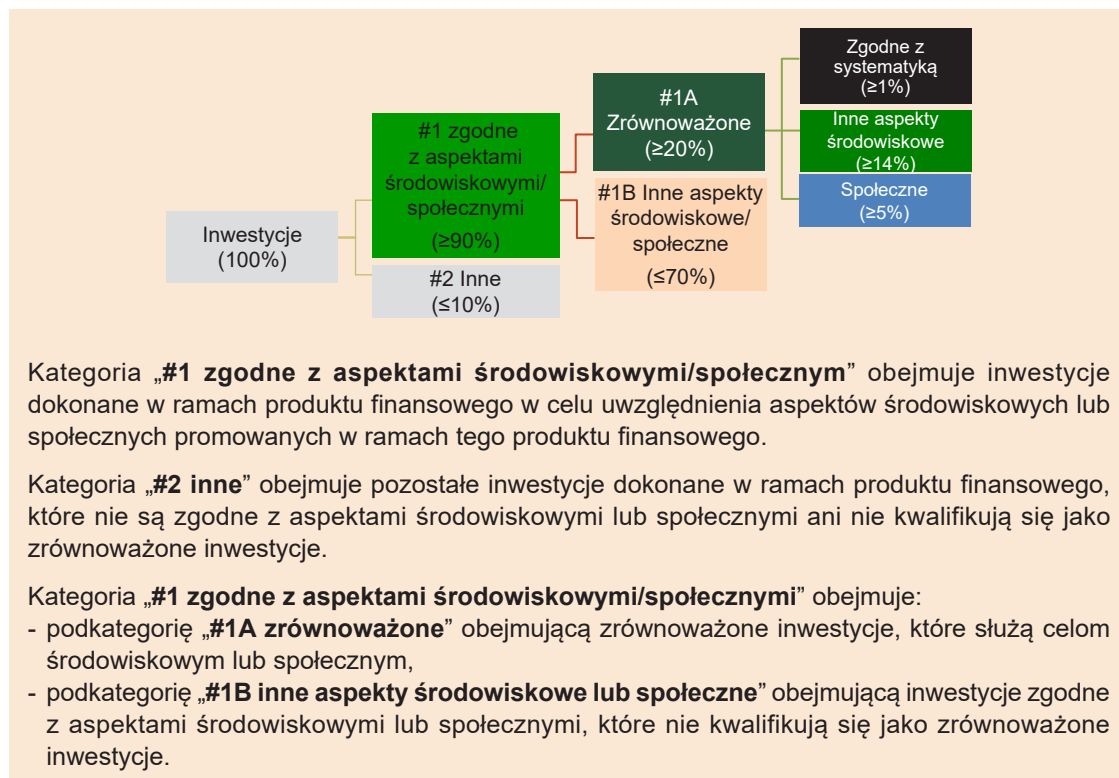 Inwestycje
(100%)
#1 zgodne
z aspektami
środowiskowymi/
społecznymi
(≥90%)
#2 Inne
(≤10%)
#1A
Zrównoważone
(≥20%)
#1B Inne aspekty
środowiskowe/
społeczne
(≤70%)
Zgodne z
systematyką
(≥1%)
Inne aspekty
środowiskowe
(≥14%)
Społeczne
(≥5%)
Kategoria „#1 zgodne z aspektami środowiskowymi/społecznym” obejmuje inwestycje
dokonane w ramach produktu finansowego w celu uwzględnienia aspektów środowiskowych lub
społecznych promowanych w ramach tego produktu finansowego.
Kategoria „#2 inne” obejmuje pozostałe inwestycje dokonane w ramach produktu finansowego,
które nie są zgodne z aspektami środowiskowymi lub społecznymi ani nie kwalifikują się jako
zrównoważone inwestycje.
Kategoria „#1 zgodne z aspektami środowiskowymi/społecznymi” obejmuje:
- podkategorię „#1A zrównoważone” obejmującą zrównoważone inwestycje, które służą celom
środowiskowym lub społecznym,
- podkategorię „#1B inne aspekty środowiskowe lub społeczne” obejmującą inwestycje zgodne
z aspektami środowiskowymi lub społecznymi, które nie kwalifikują się jako zrównoważone
inwestycje.